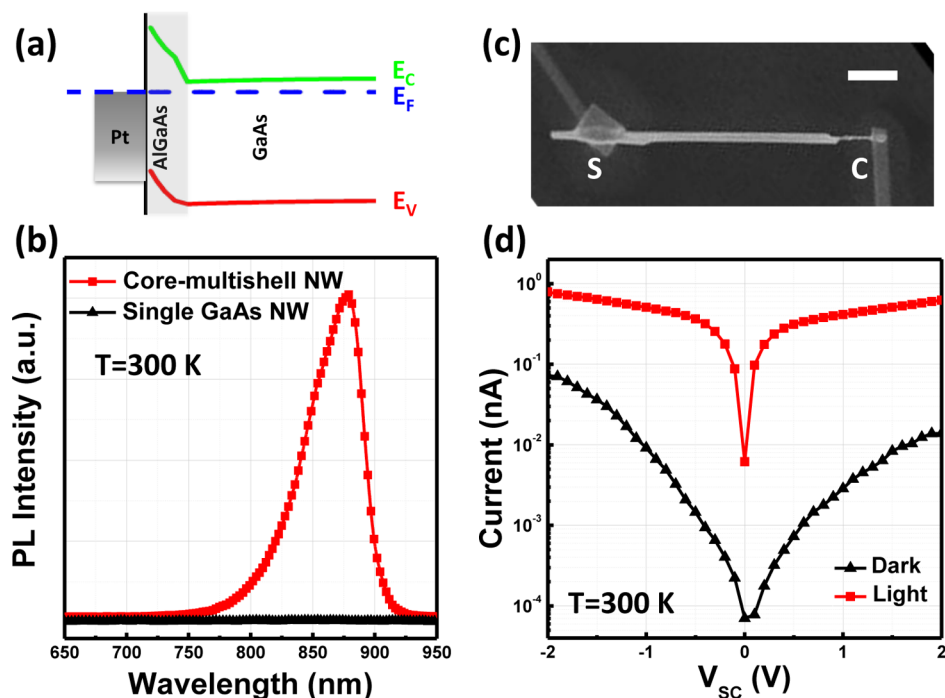 (a)
E_C
E_F
E_V
Pt
AlGaAs
GaAs
(c)
S
C
(b)
Core-multishell NW
Single GaAs NW
T=300 K
PL Intensity (a.u.)
650 700 750 800 850 900 950
Wavelength (nm)
(d)
10⁰
10⁻¹
10⁻²
10⁻³
10⁻⁴
Current (nA)
Dark
Light
T=300 K
-2 -1 0 1 2
V_SC (V)